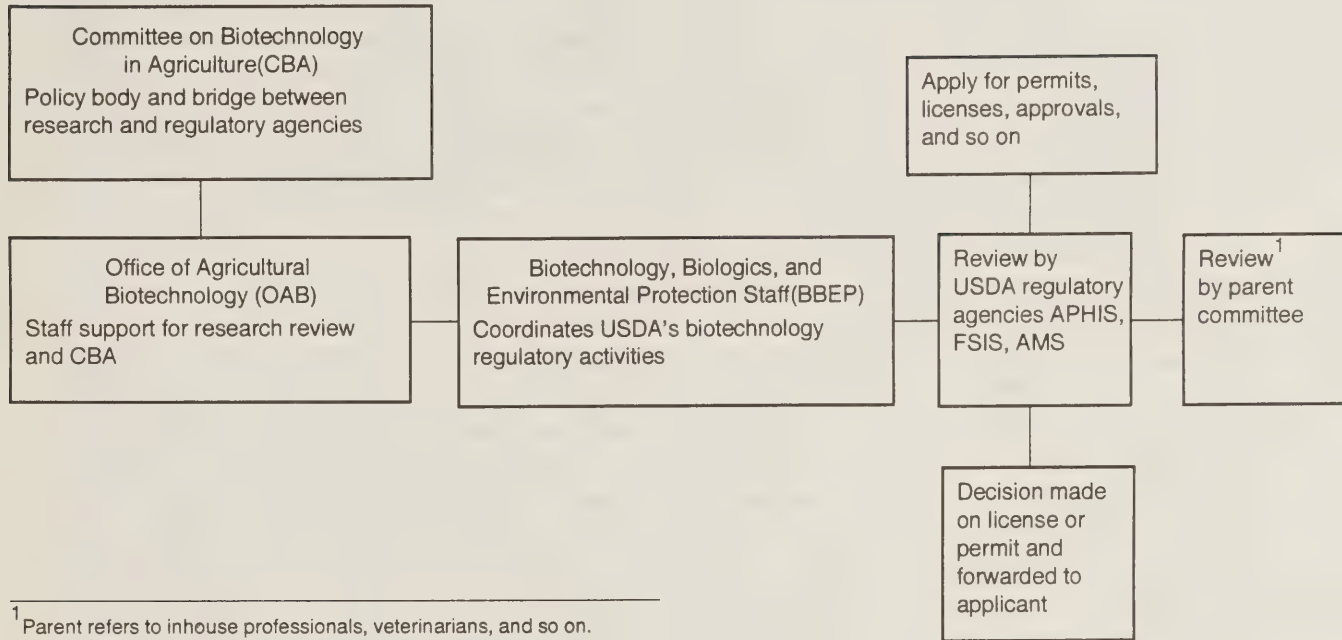 Committee on Biotechnology
in Agriculture(CBA)
Policy body and bridge between
research and regulatory agencies
Apply for permits,
licenses, approvals,
and so on
Office of Agricultural
Biotechnology (OAB)
Staff support for research review
and CBA
Biotechnology, Biologics, and
Environmental Protection Staff(BBEP)
Coordinates USDA's biotechnology
regulatory activities
Review by
USDA regulatory
agencies APHIS,
FSIS, AMS
Review1
by parent
committee
Decision made
on license or
permit and
forwarded to
applicant
1 Parent refers to inhouse professionals, veterinarians, and so on.